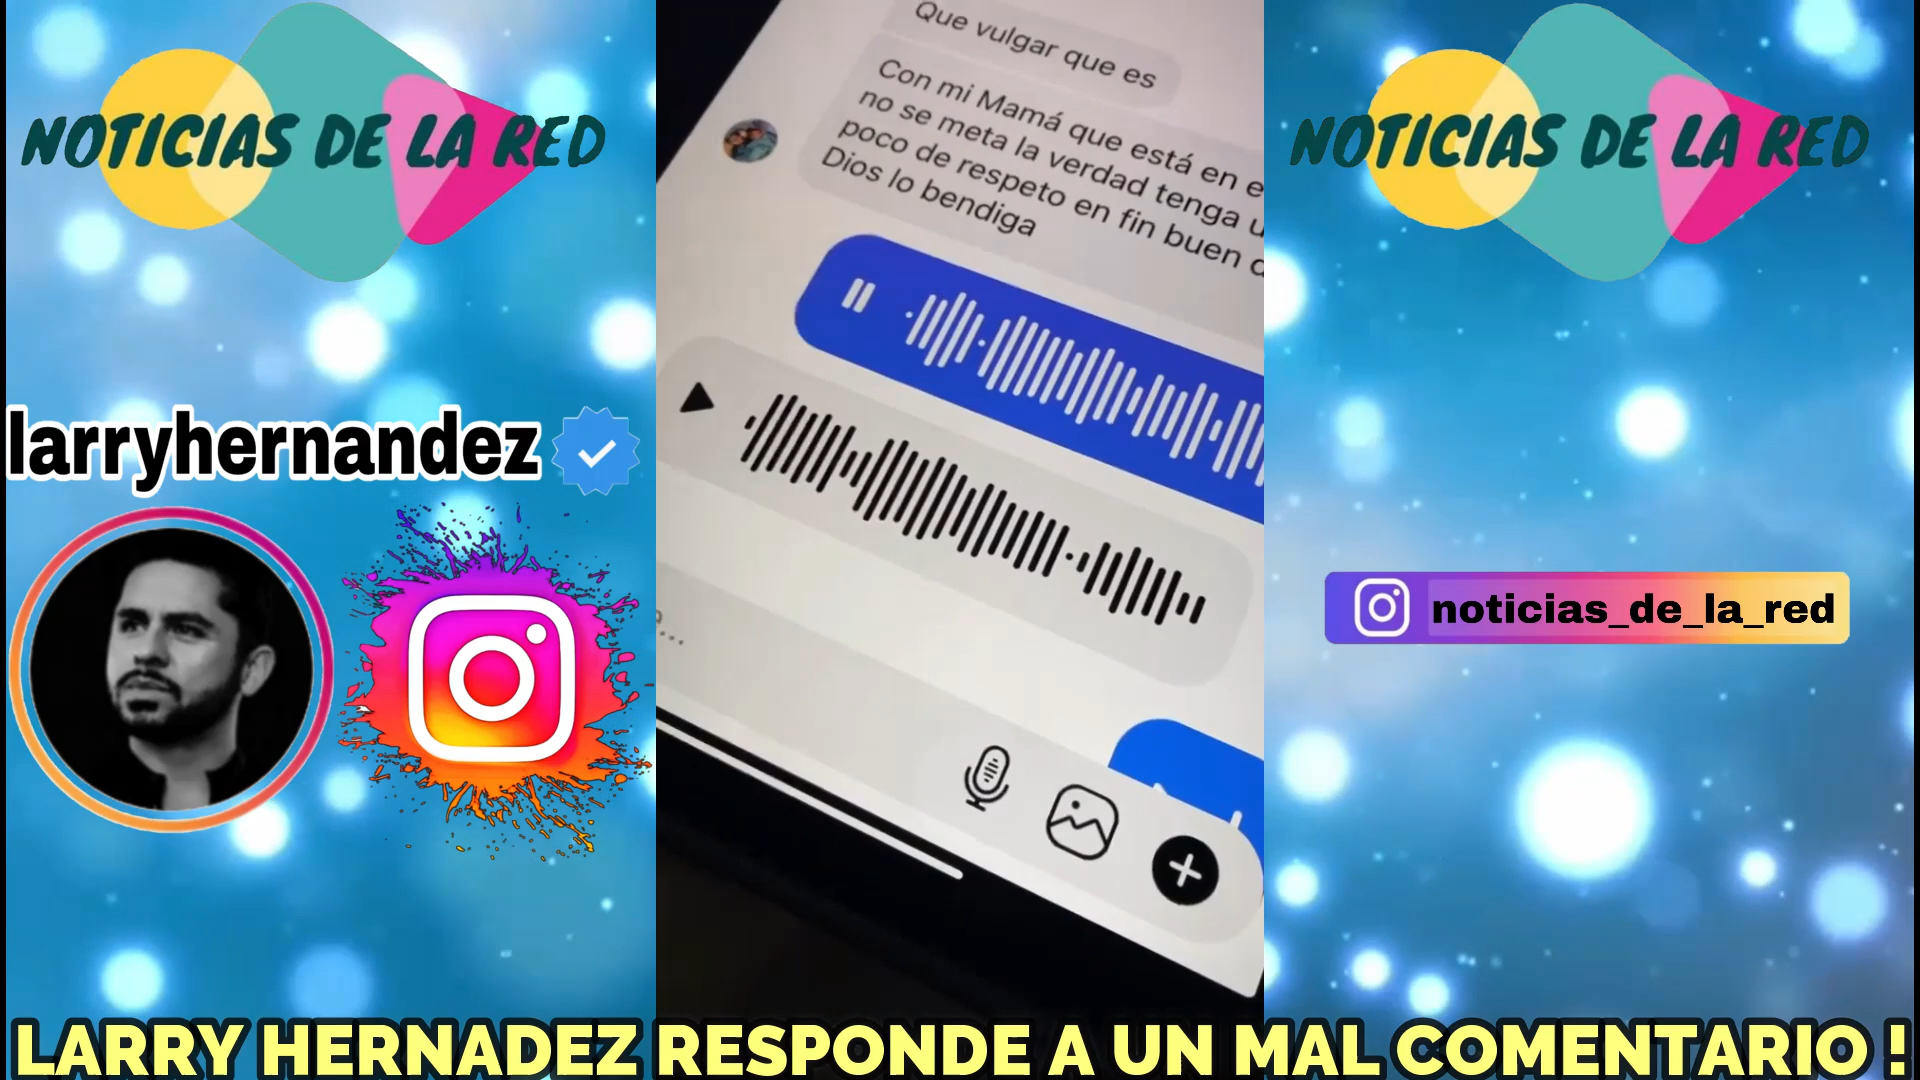 NOTICIAS DE LA RED
larryhernandez
Que vulgar que es
Con mi Mamá que está en e
no se meta la verdad tenga u
poco de respeto en fin buen d
Dios lo bendiga
NOTICIAS DE LA RED
noticias_de_la_red
LARRY HERNADEZ RESPONDE A UN MAL COMENTARIO !